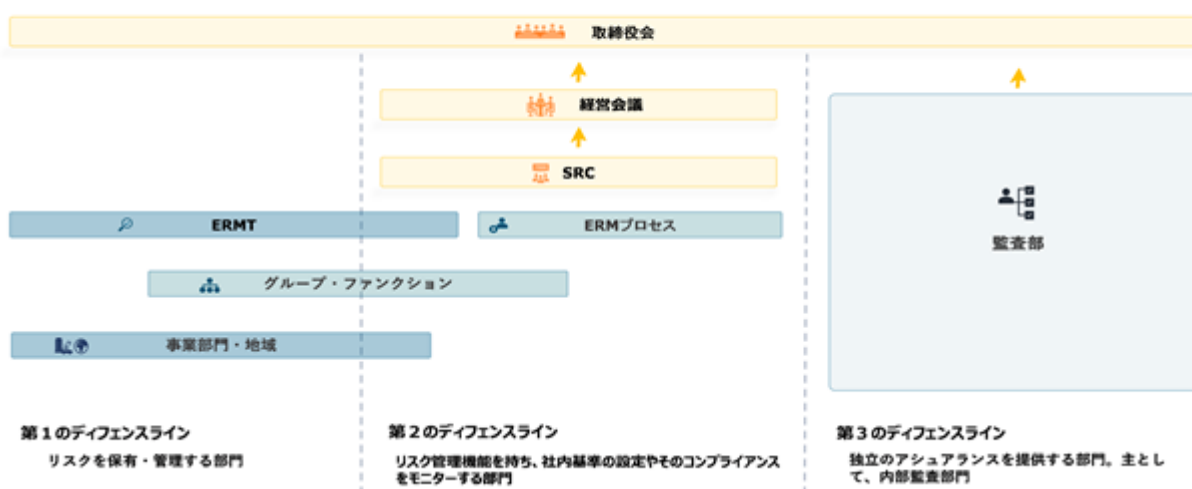 取締役会
経営会議
SRC
ERMT
ERMプロセス
監査部
グループ・ファンクション
事業部門・地域
第1のディフェンスライン
リスクを保有・管理する部門
第2のディフェンスライン
リスク管理機能を持ち、社内基準の設定やそのコンプライアンス
をモニターする部門
第3のディフェンスライン
独立のアシュアランスを提供する部門。主とし
て、内部監査部門